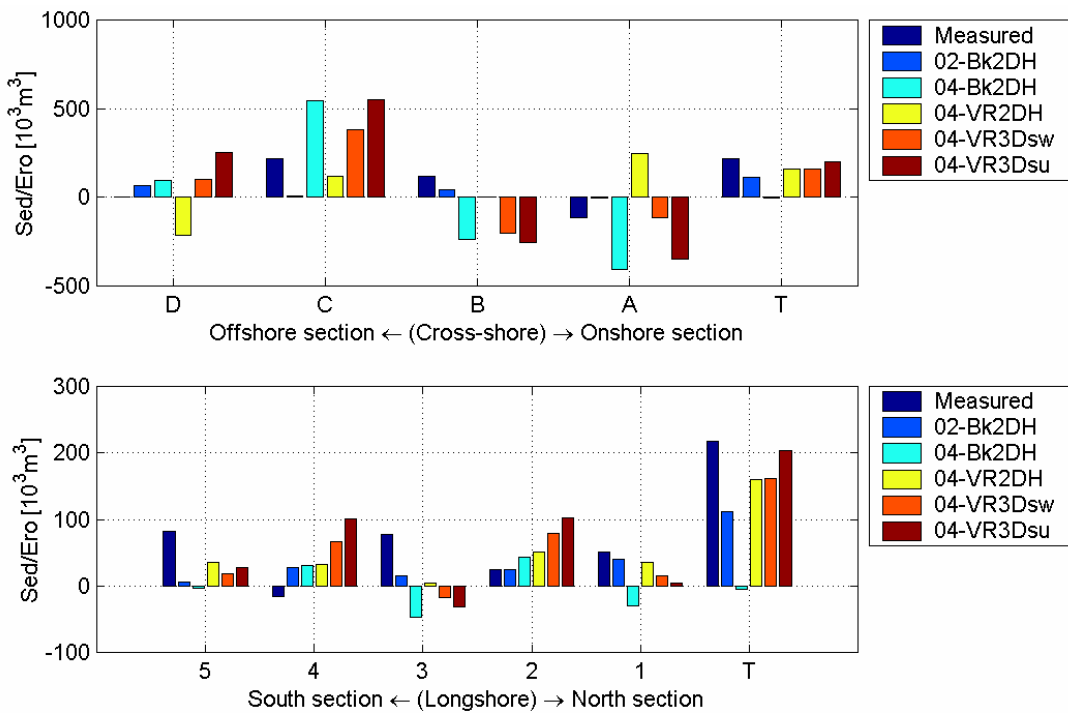 1000
500
0
-500
Sed/Ero [10³m³]
D C B A T
Offshore section ← (Cross-shore) → Onshore section
Measured
02-Bk2DH
04-Bk2DH
04-VR2DH
04-VR3Dsw
04-VR3Dsu
300
200
100
0
-100
Sed/Ero [10³m³]
5 4 3 2 1 T
South section ← (Longshore) → North section
Measured
02-Bk2DH
04-Bk2DH
04-VR2DH
04-VR3Dsw
04-VR3Dsu